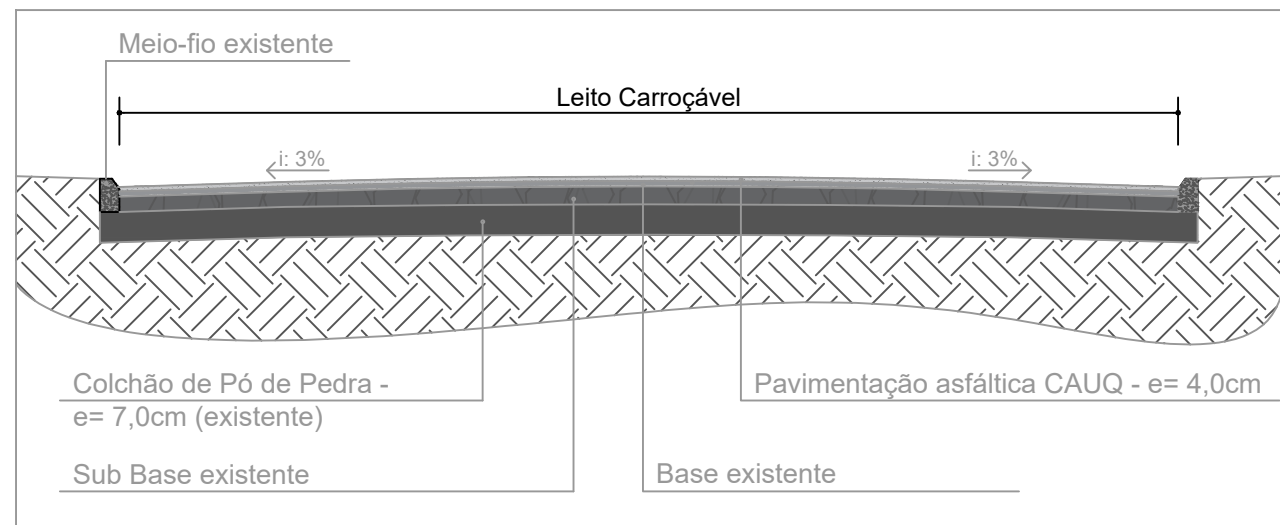 Meio-fio existente
Leito Carroçável
i: 3%
i: 3%
Colchão de Pó de Pedra -
e= 7,0cm (existente)
Pavimentação asfáltica CAUQ - e= 4,0cm
Sub Base existente
Base existente